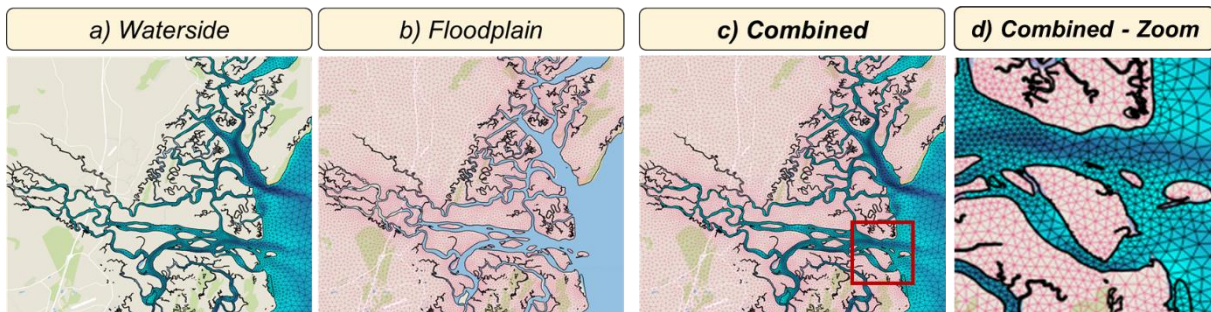 a) Waterside
b) Floodplain
c) Combined
d) Combined - Zoom